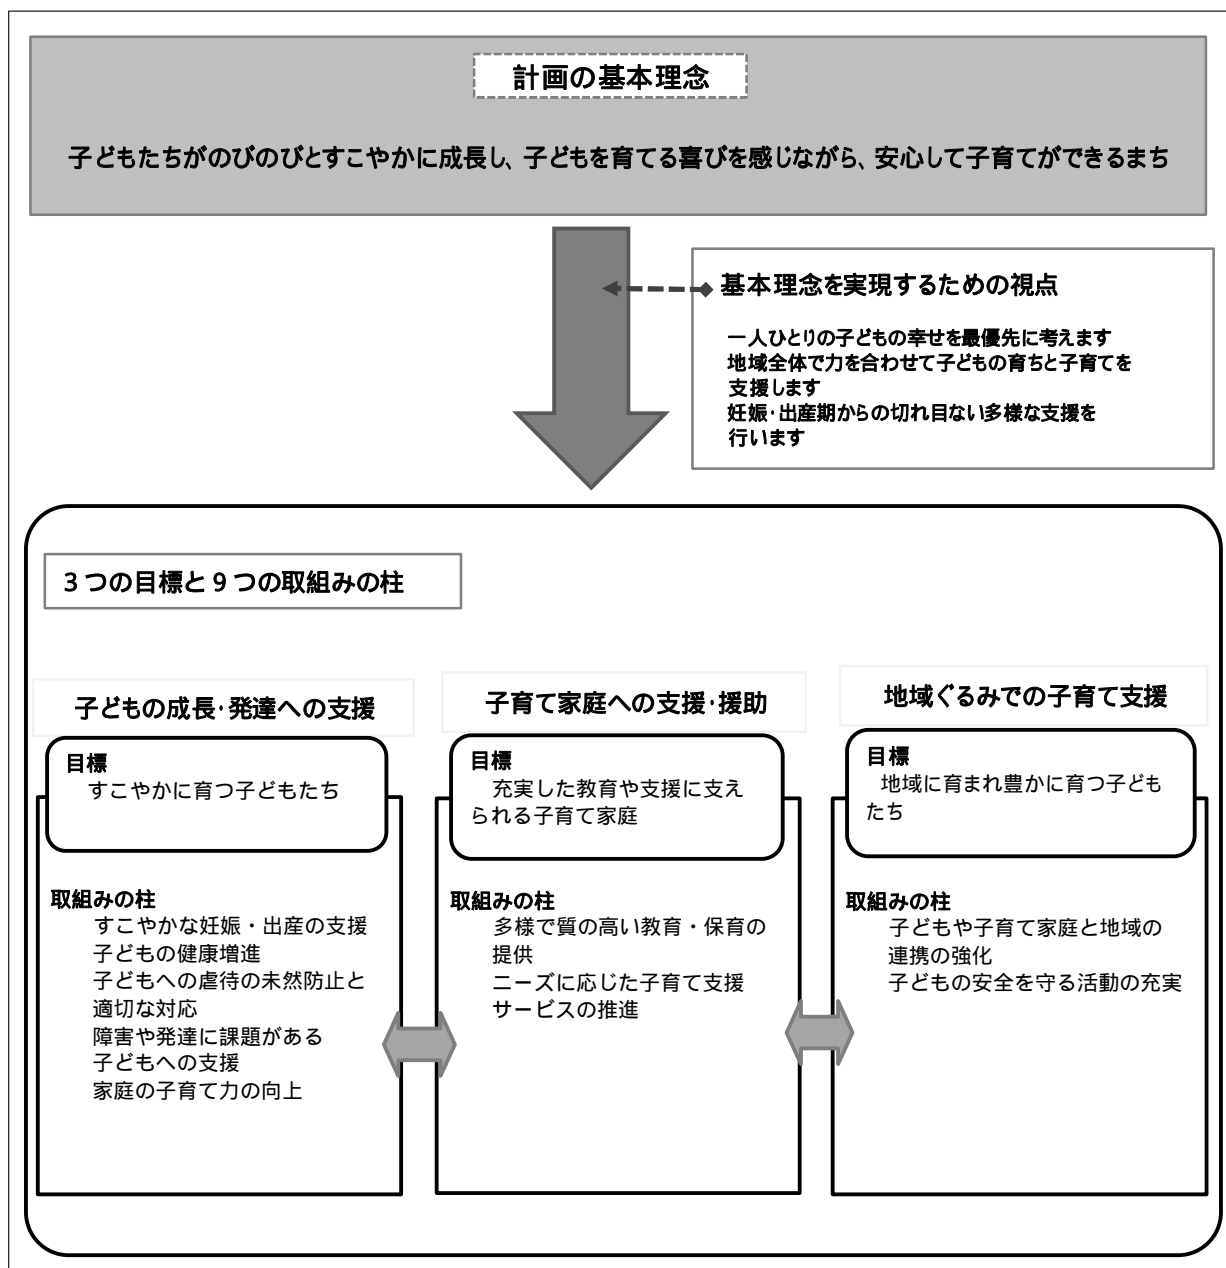 計画の基本理念
子どもたちがのびのびとすこやかに成長し、子どもを育てる喜びを感じながら、安心して子育てができるまち
基本理念を実現するための視点
一人ひとりの子どもの幸せを最優先に考えます
地域全体で力を合わせて子どもの育ちと子育てを
支援します
妊娠・出産期からの切れ目ない多様な支援を
行います
3つの目標と9つの取組みの柱
子どもの成長・発達への支援
目標
すこやかに育つ子どもたち
取組みの柱
すこやかな妊娠・出産の支援
子どもの健康増進
子どもへの虐待の未然防止と
適切な対応
障害や発達に課題がある
子どもへの支援
家庭の子育て力の向上
子育て家庭への支援・援助
目標
充実した教育や支援に支え
られる子育て家庭
取組みの柱
多様で質の高い教育・保育の
提供
ニーズに応じた子育て支援
サービスの推進
地域ぐるみでの子育て支援
目標
地域に育まれ豊かに育つ子ども
たち
取組みの柱
子どもや子育て家庭と地域の
連携の強化
子どもの安全を守る活動の充実